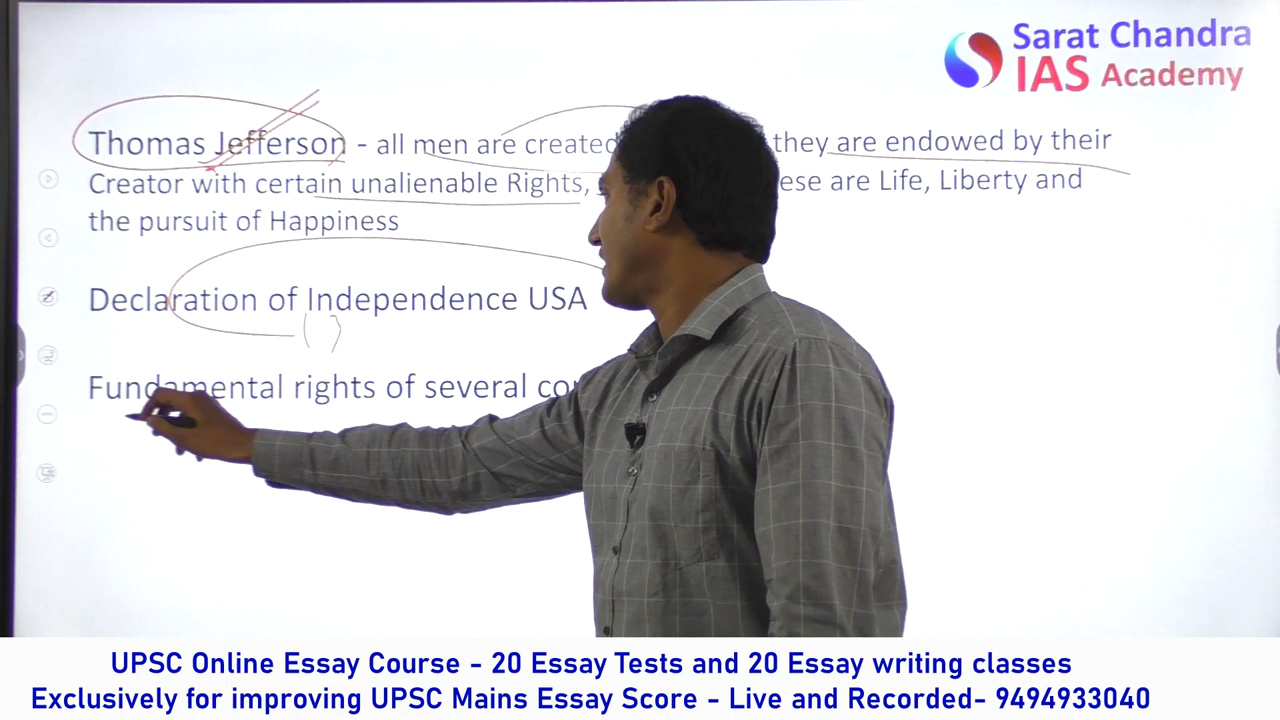 Sarat Chandra
IAS Academy
Thomas Jefferson - all men are created they are endowed by their
Creator with certain unalienable Rights, ese are Life, Liberty and
the pursuit of Happiness
Declaration of Independence USA
Fundamental rights of several co
UPSC Online Essay Course - 20 Essay Tests and 20 Essay writing classes
Exclusively for improving UPSC Mains Essay Score - Live and Recorded- 9494933040